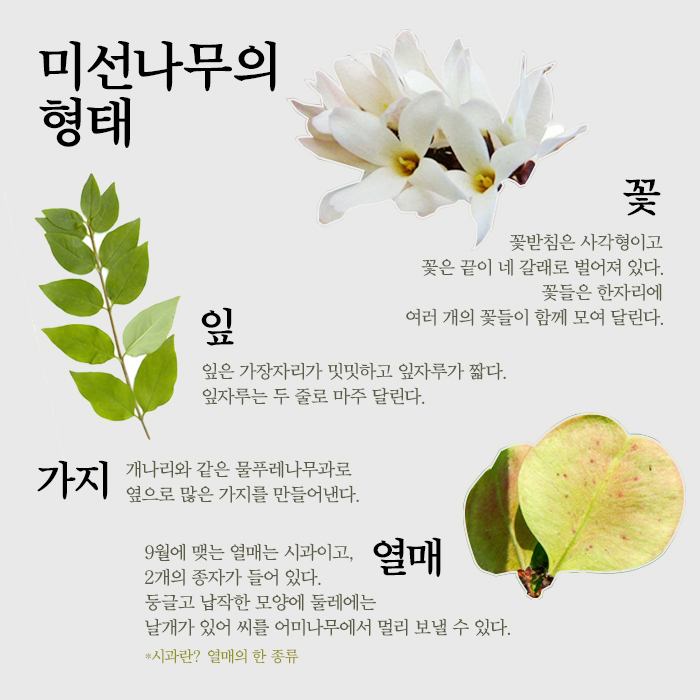 미선나무의
형태
꽃
꽃받침은 사각형이고
꽃은 끝이 네 갈래로 벌어져 있다.
꽃들은 한자리에
여러 개의 꽃들이 함께 모여 달린다.
잎
잎은 가장자리가 밋밋하고 잎자루가 짧다.
잎자루는 두 줄로 마주 달린다.
가지
개나리와 같은 물푸레나무과로
옆으로 많은 가지를 만들어낸다.
열매
9월에 맺는 열매는 시과이고,
2개의 종자가 들어 있다.
둥글고 납작한 모양에 둘레에는
날개가 있어 씨를 어미나무에서 멀리 보낼 수 있다.
*시과란? 열매의 한 종류